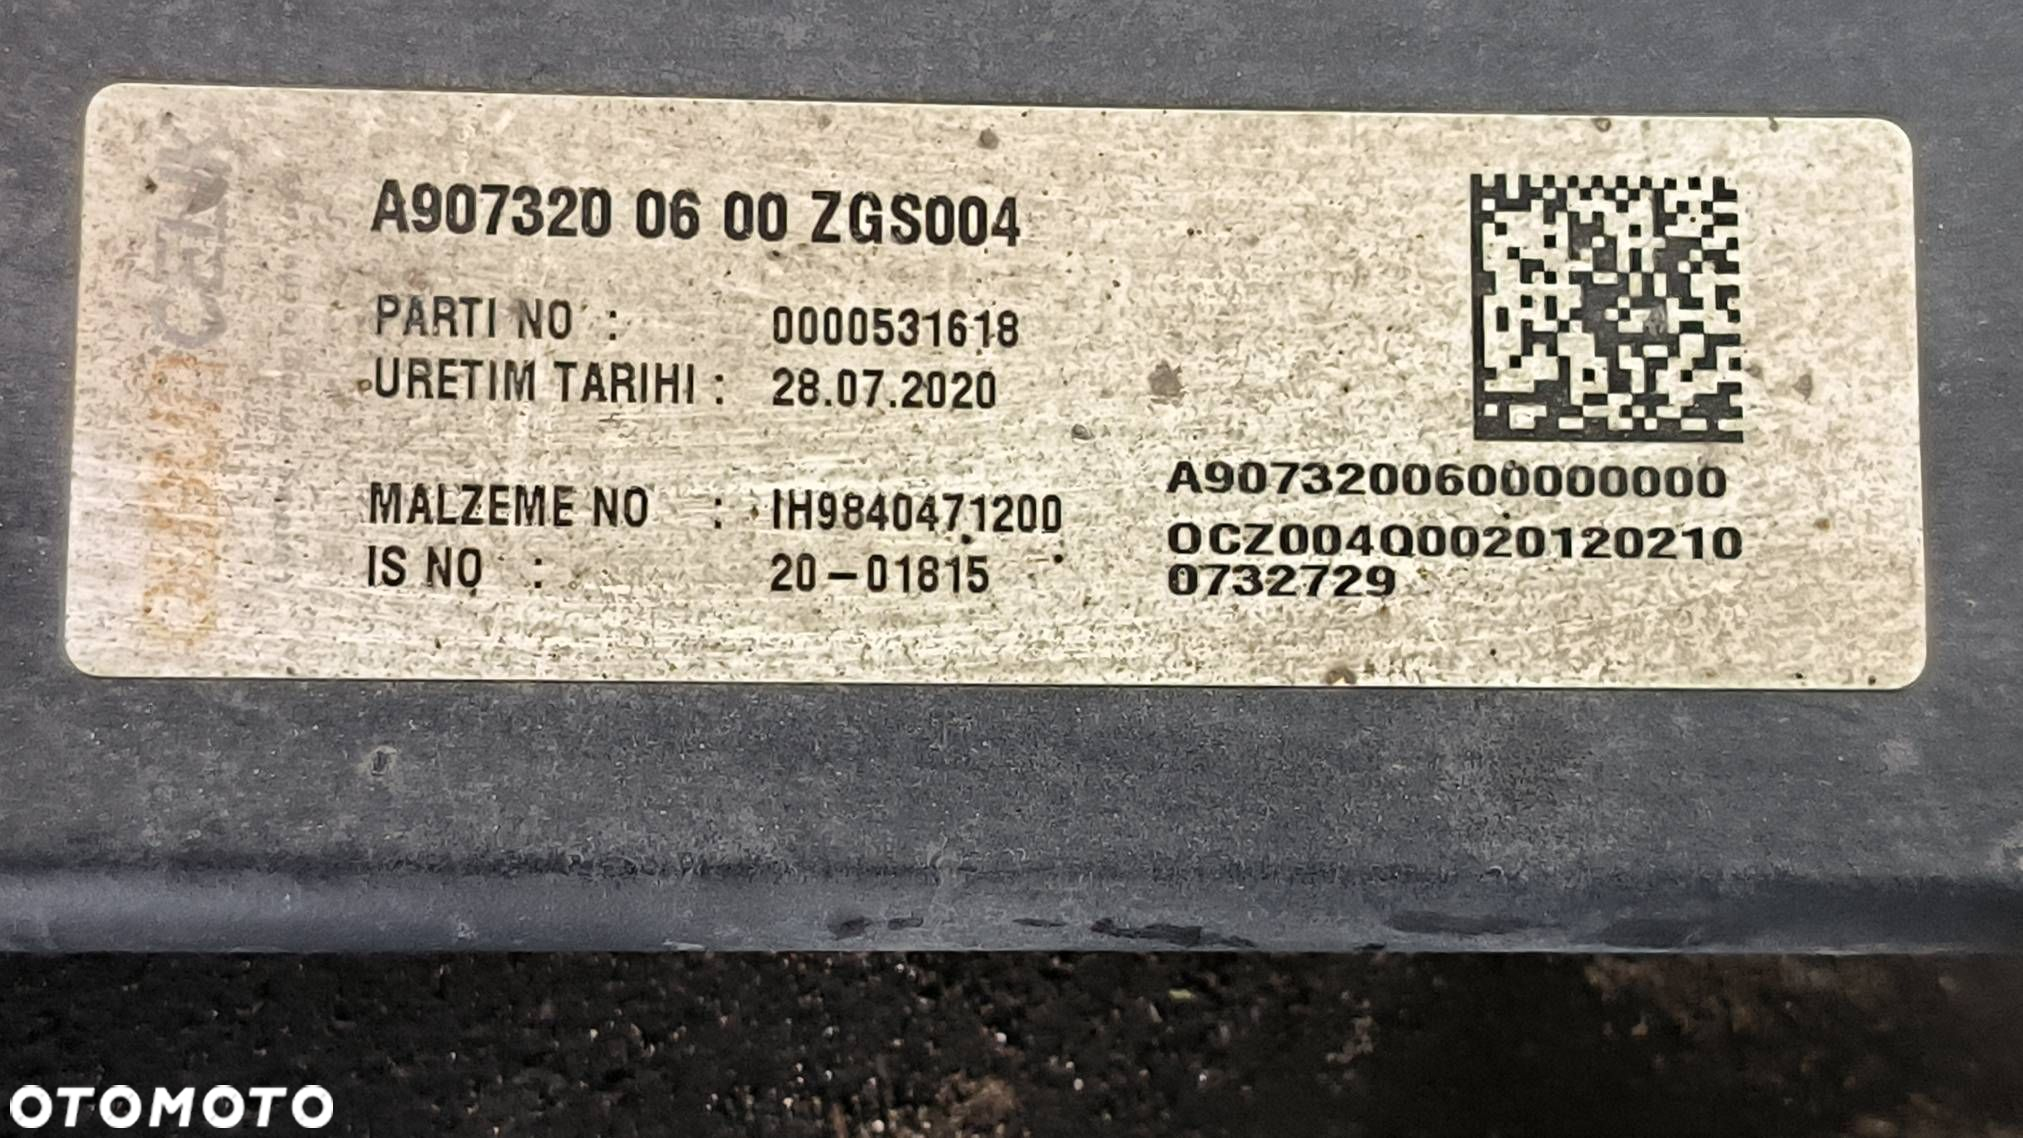 A907320 06 00 ZGS004
PARTI NO : 0000531618
URETIM TARIHI : 28.07.2020
MALZEME NO : IH9840471200
IS NO : 20-01815
A9073200600000000
0CZ004Q0020120210
0732729
OTOMOTO